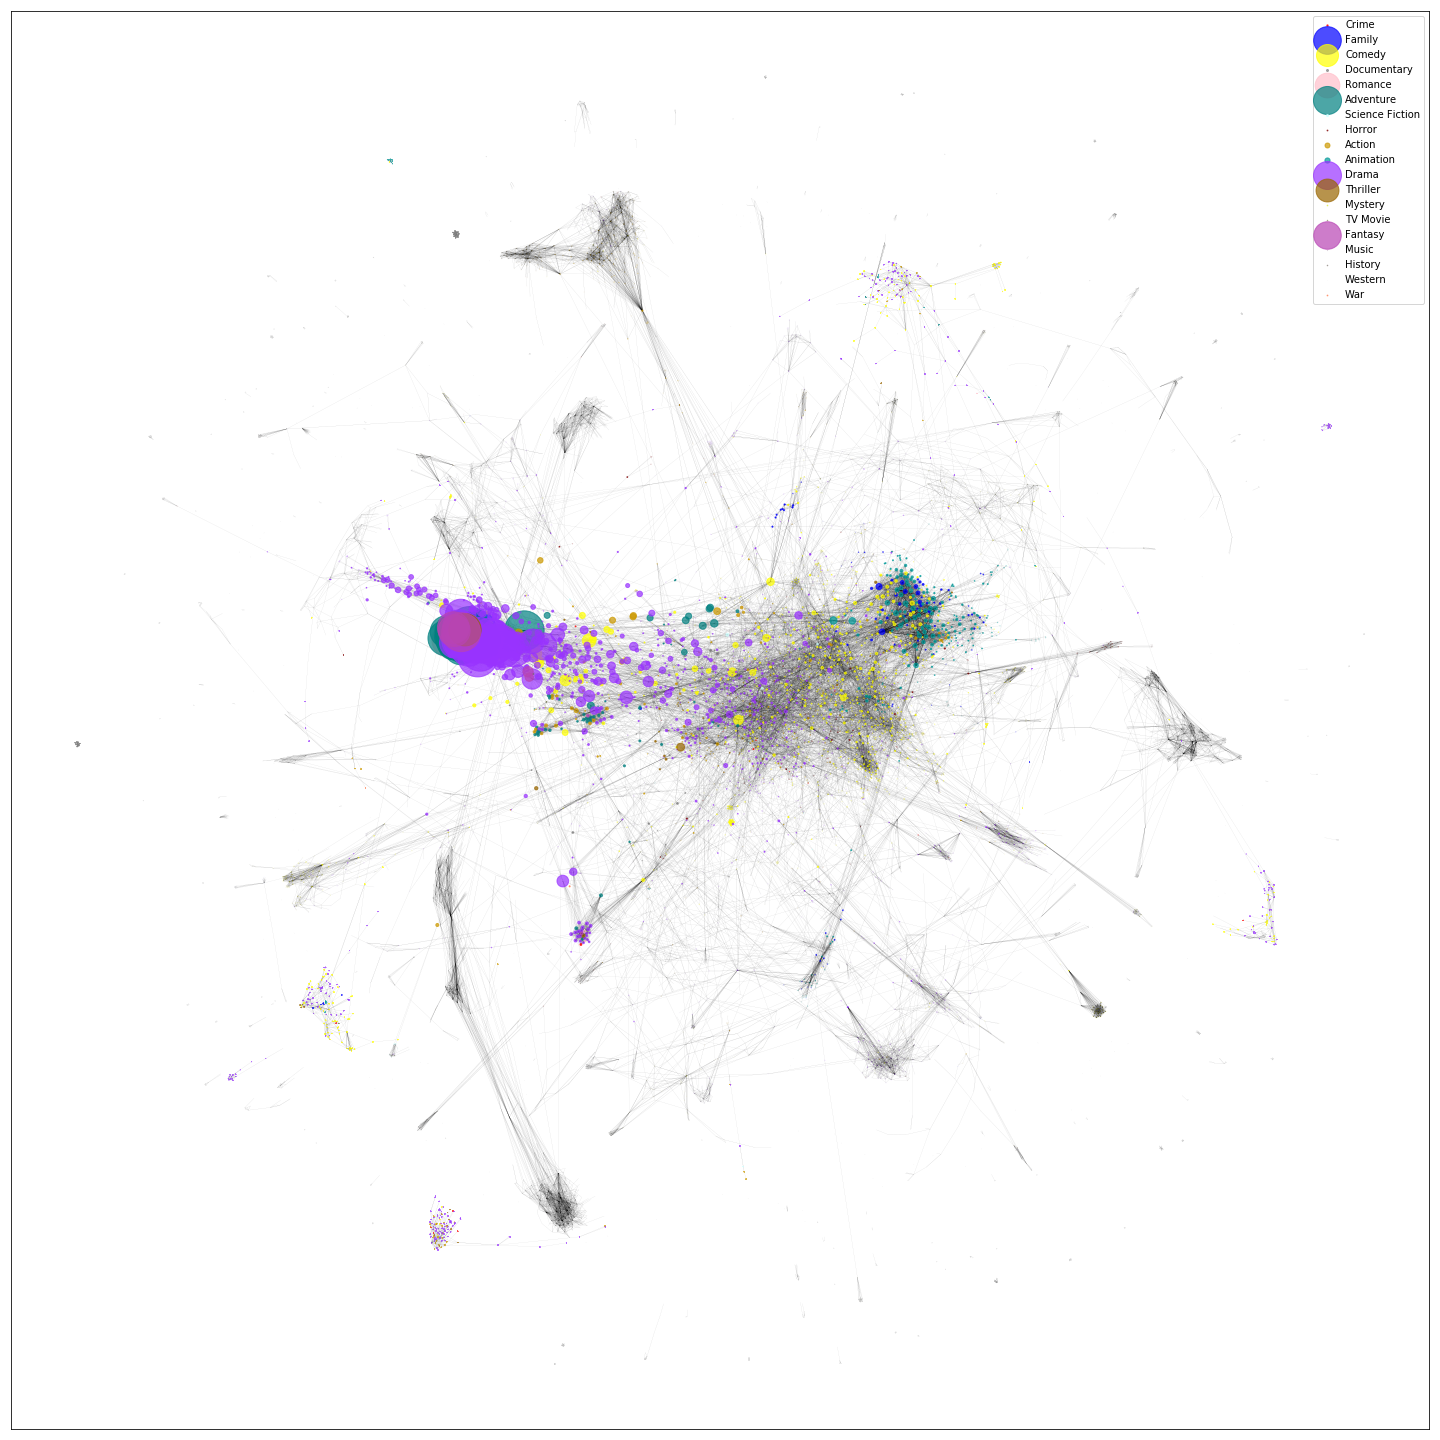 Crime
Family
Comedy
Documentary
Romance
Adventure
Science Fiction
Horror
Action
Animation
Drama
Thriller
Mystery
TV Movie
Fantasy
Music
History
Western
War